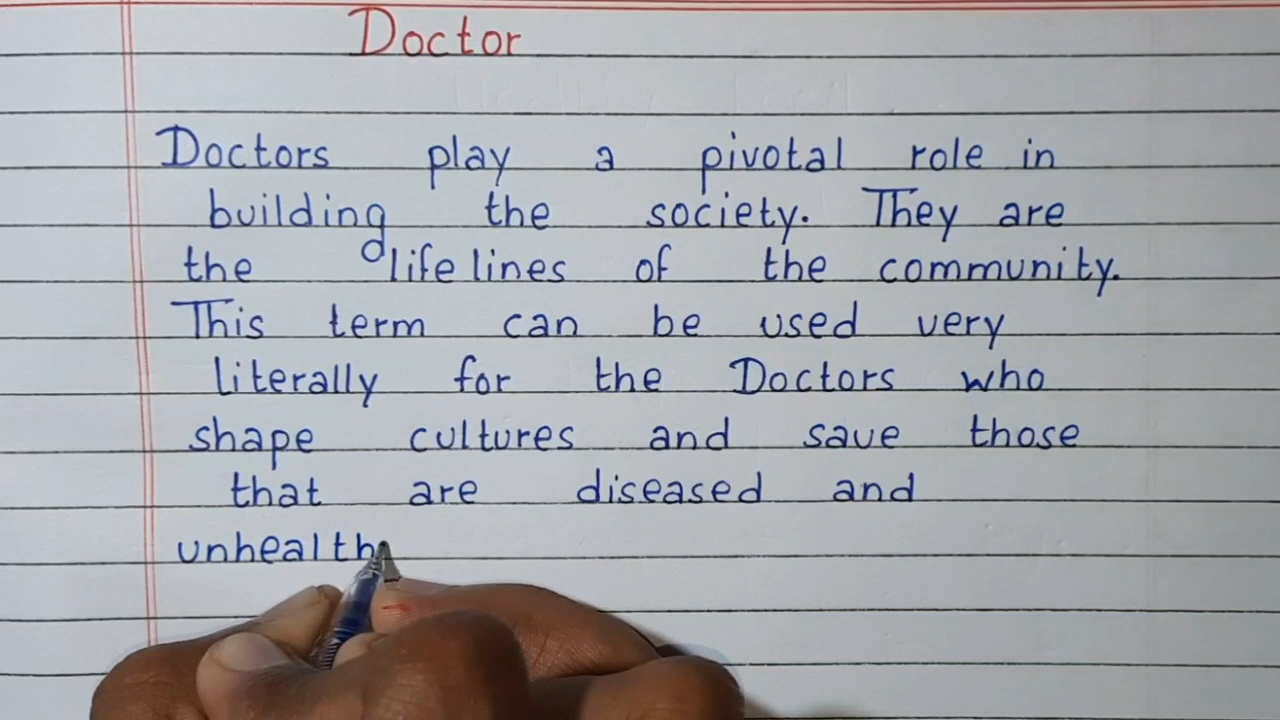 Doctor
Doctors play a pivotal role in
building the society. They are
the lifelines of the community.
This term can be used very
literally for the Doctors who
shape cultures and save those
that are diseased and
unhealth